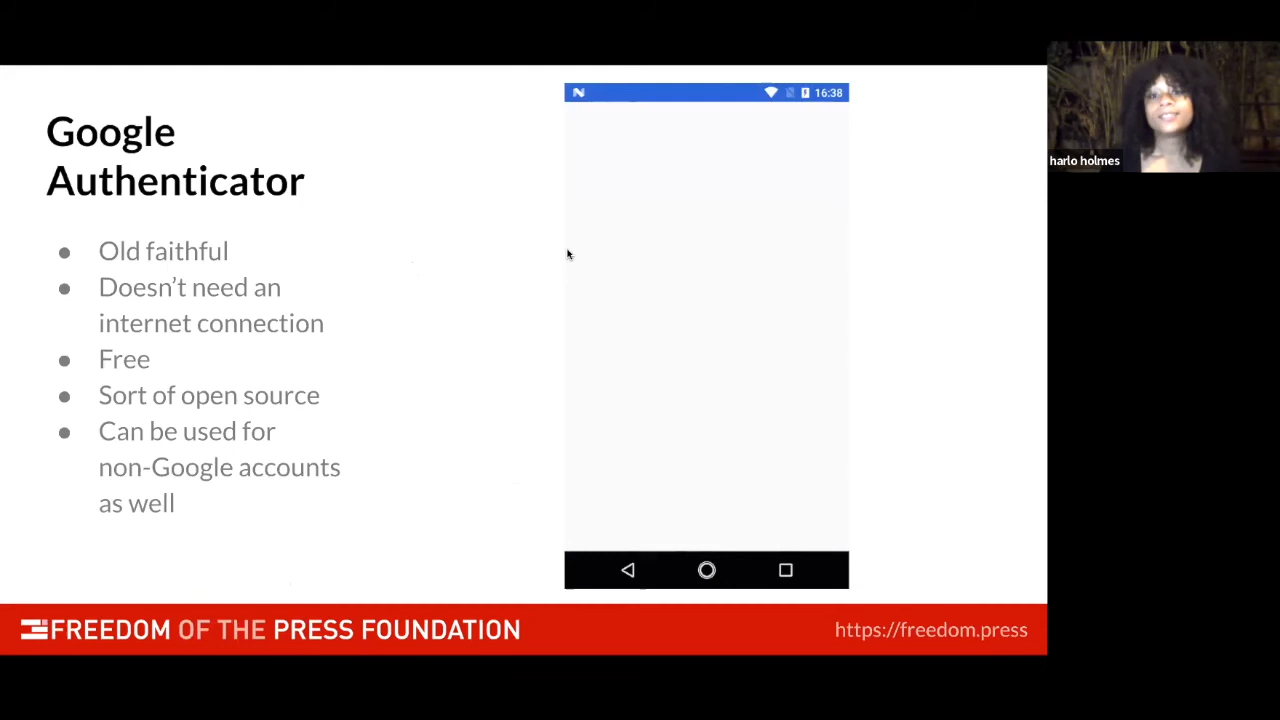 16:38
harlo holmes
Google
Authenticator
Old faithful
Doesn’t need an
internet connection
Free
Sort of open source
Can be used for
non-Google accounts
as well
FREEDOM OF THE PRESS FOUNDATION
https://freedom.press